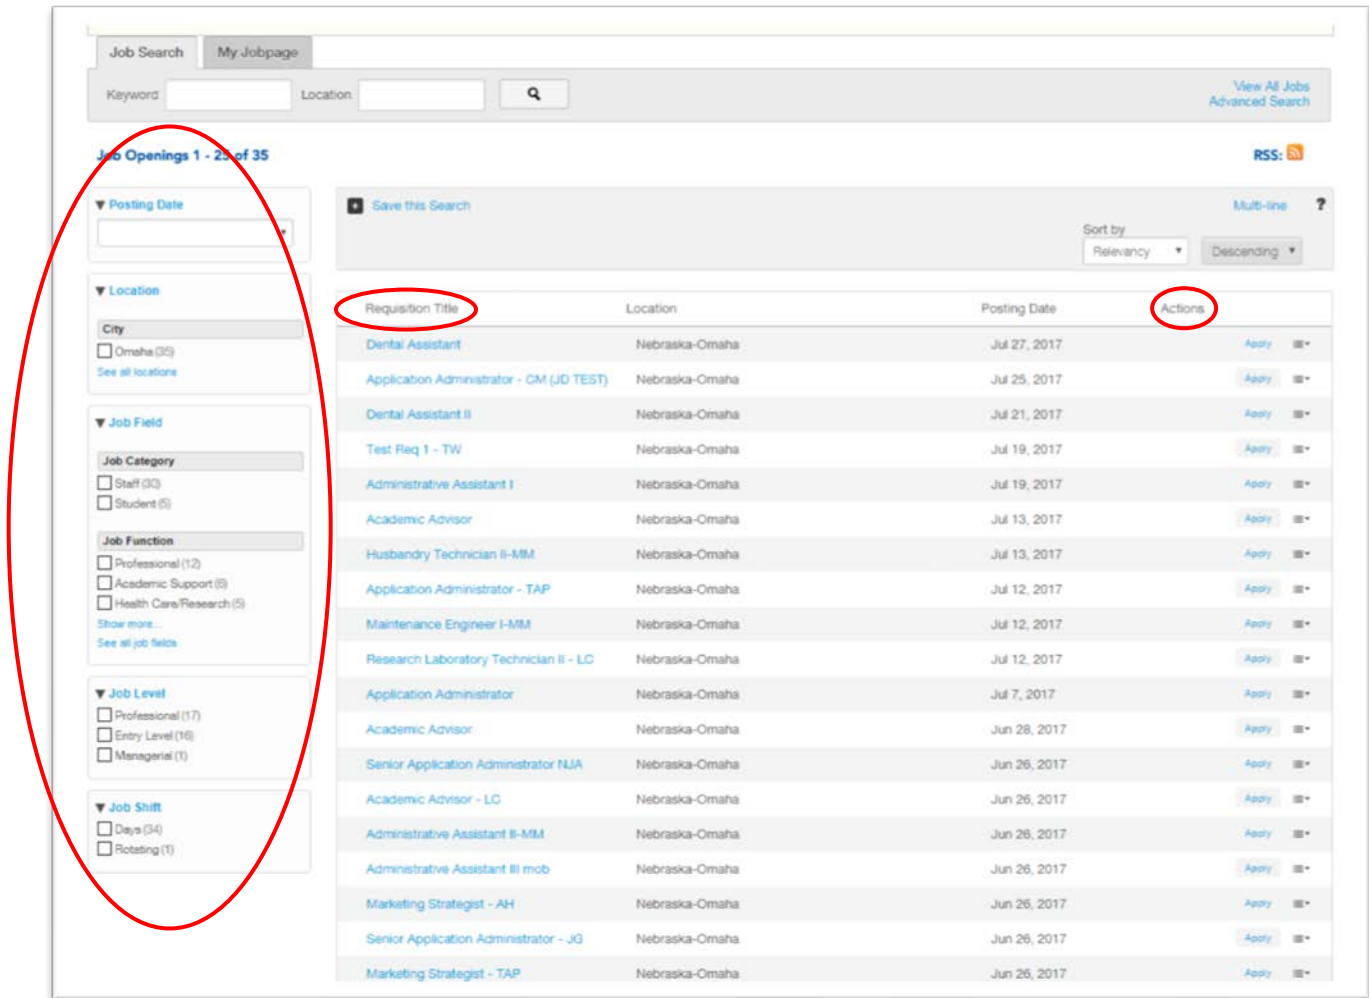 Job Search My Jobpage
Keyword Location
View All Jobs
Advanced Search
Job Openings 1 - 25 of 35
RSS:
Posting Date
Location
City
Omaha (35)
See all locations
Job Field
Job Category
Staff (30)
Student (5)
Job Function
Professional (12)
Academic Support (6)
Health Care/Research (5)
Show more...
See all job fields
Job Level
Professional (17)
Entry Level (16)
Managerial (1)
Job Shift
Days (34)
Rotating (1)
Save this Search Multi-line ?
Sort by
Relevancy Descending
Requisition Title Location Posting Date Actions
Dental Assistant Nebraska-Omaha Jul 27, 2017 Apply
Application Administrator - CM (JD TEST) Nebraska-Omaha Jul 25, 2017 Apply
Dental Assistant II Nebraska-Omaha Jul 21, 2017 Apply
Test Req 1 - TW Nebraska-Omaha Jul 19, 2017 Apply
Administrative Assistant I Nebraska-Omaha Jul 19, 2017 Apply
Academic Advisor Nebraska-Omaha Jul 13, 2017 Apply
Husbandry Technician II-MM Nebraska-Omaha Jul 13, 2017 Apply
Application Administrator - TAP Nebraska-Omaha Jul 12, 2017 Apply
Maintenance Engineer I-MM Nebraska-Omaha Jul 12, 2017 Apply
Research Laboratory Technician II - LC Nebraska-Omaha Jul 12, 2017 Apply
Application Administrator Nebraska-Omaha Jul 7, 2017 Apply
Academic Advisor Nebraska-Omaha Jun 28, 2017 Apply
Senior Application Administrator NJA Nebraska-Omaha Jun 26, 2017 Apply
Academic Advisor - LC Nebraska-Omaha Jun 26, 2017 Apply
Administrative Assistant II-MM Nebraska-Omaha Jun 26, 2017 Apply
Administrative Assistant III mob Nebraska-Omaha Jun 26, 2017 Apply
Marketing Strategist - AH Nebraska-Omaha Jun 26, 2017 Apply
Senior Application Administrator - JG Nebraska-Omaha Jun 26, 2017 Apply
Marketing Strategist - TAP Nebraska-Omaha Jun 26, 2017 Apply